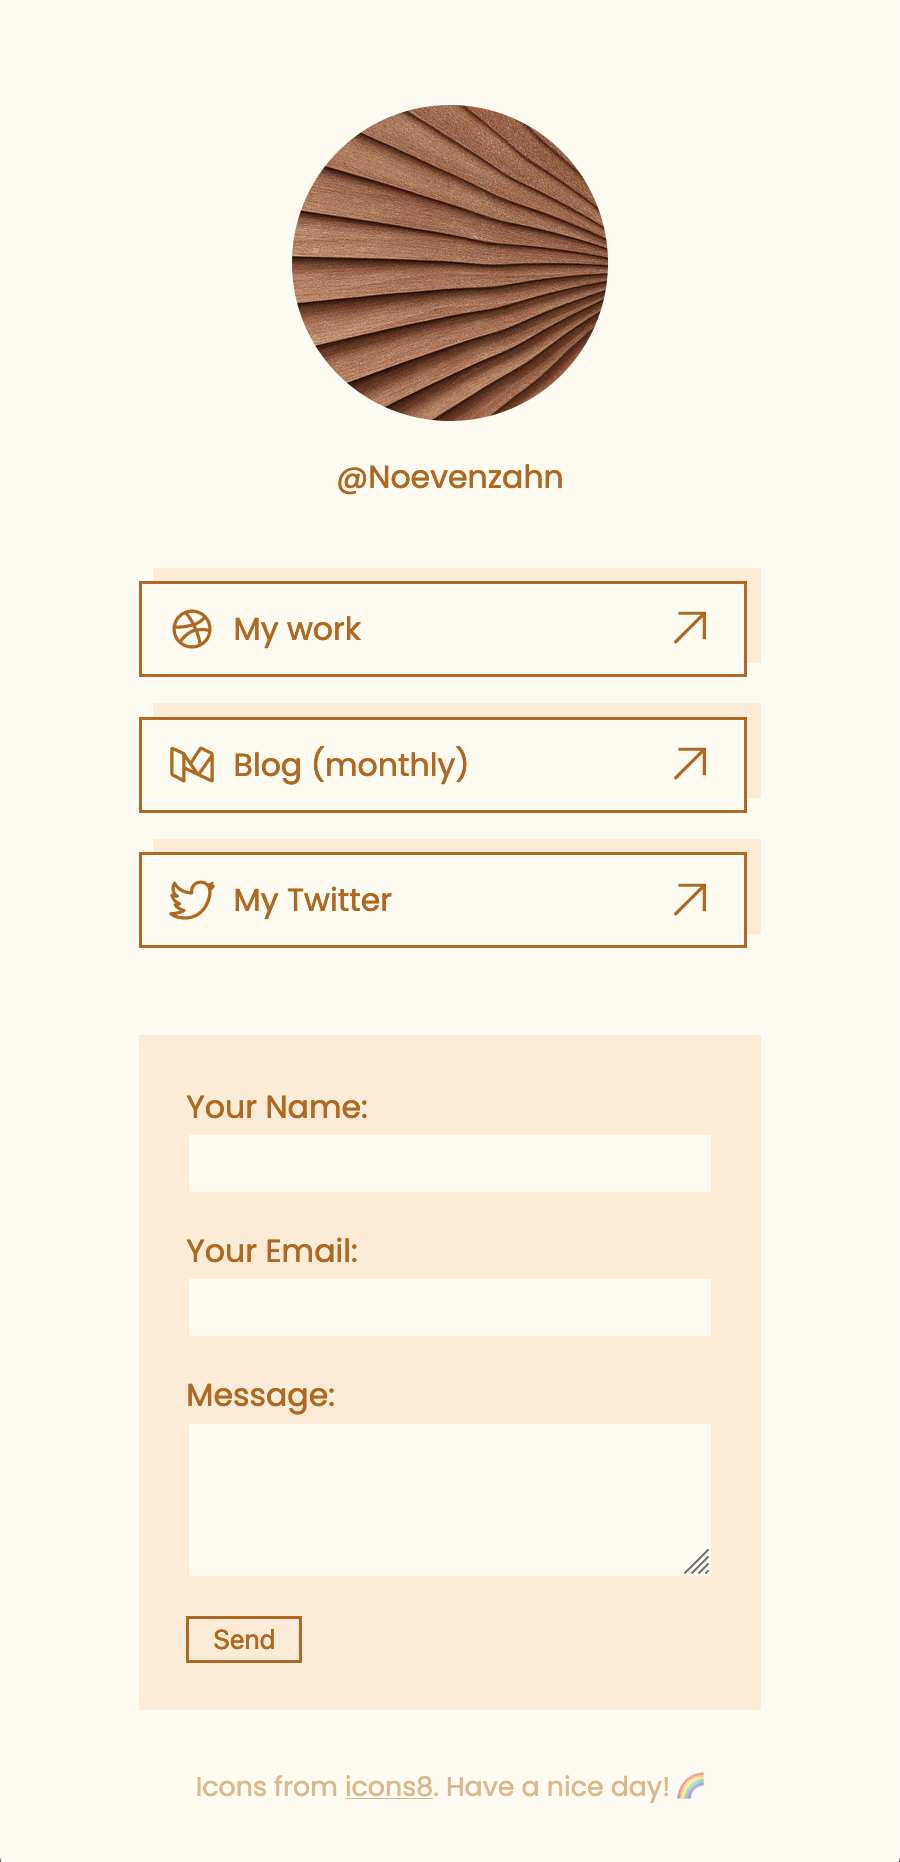 @Noevenzahn
My work
Blog (monthly)
My Twitter
Your Name:
Your Email:
Message:
Send
Icons from icons8. Have a nice day! 🌈